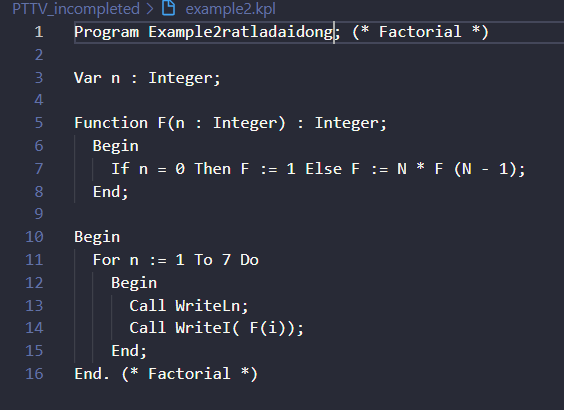 PTTV_incompleted > example2.kpl
1 Program Example2ratladaidong; (* Factorial *)
2
3 Var n : Integer;
4
5 Function F(n : Integer) : Integer;
6 Begin
7 If n = 0 Then F := 1 Else F := N * F (N - 1);
8 End;
9
10 Begin
11 For n := 1 To 7 Do
12 Begin
13 Call WriteLn;
14 Call WriteI( F(i));
15 End;
16 End. (* Factorial *)